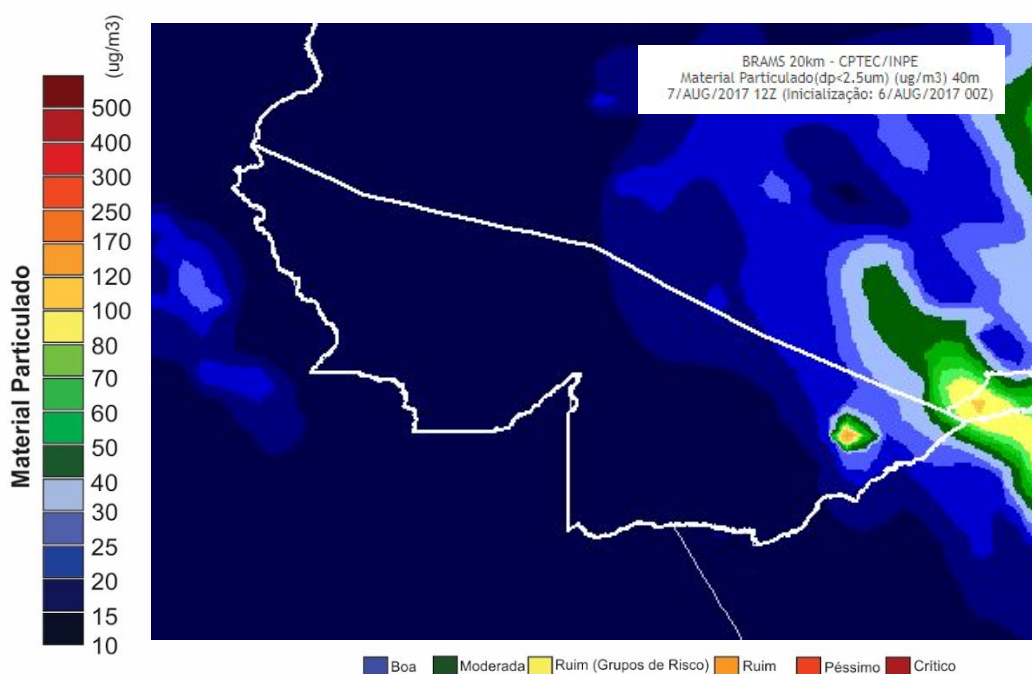 (ug/m3)
BRAMS 20km - CPTEC/INPE
Material Particulado(dp<2.5um) (ug/m3) 40m
7/AUG/2017 12Z (Inicialização: 6/AUG/2017 00Z)
Material Particulado
500
400
300
250
170
120
100
80
70
60
50
40
30
25
20
15
10
Boa
Moderada
Ruim (Grupos de Risco)
Ruim
Péssimo
Crítico